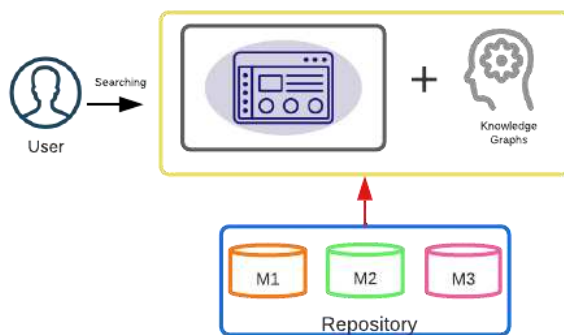 Searching
User
Knowledge
Graphs
M1
M2
M3
Repository